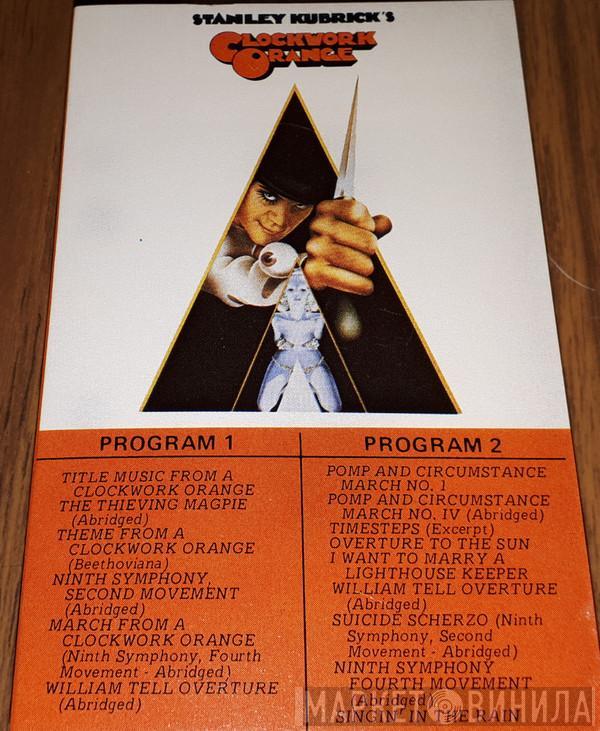 STANLEY KUBRICK'S
CLOCKWORK
ORANGE
PROGRAM 1
TITLE MUSIC FROM A
CLOCKWORK ORANGE
THE THIEVING MAGPIE
(Abridged)
THEME FROM A
CLOCKWORK ORANGE
(Beethoviana)
NINTH SYMPHONY,
SECOND MOVEMENT
(Abridged)
MARCH FROM A
CLOCKWORK ORANGE
(Ninth Symphony, Fourth
Movement - Abridged)
WILLIAM TELL OVERTURE
(Abridged)
PROGRAM 2
POMP AND CIRCUMSTANCE
MARCH NO. 1
POMP AND CIRCUMSTANCE
MARCH NO. IV (Abridged)
TIMESTEPS (Excerpt)
OVERTURE TO THE SUN
I WANT TO MARRY A
LIGHTHOUSE KEEPER
WILLIAM TELL OVERTURE
(Abridged)
SUICIDE SCHERZO (Ninth
Symphony, Second
Movement - Abridged)
NINTH SYMPHONY
FOURTH MOVEMENT
(Abridged)
SINGIN' IN THE RAIN
МАРКЕТ ВИНИЛА